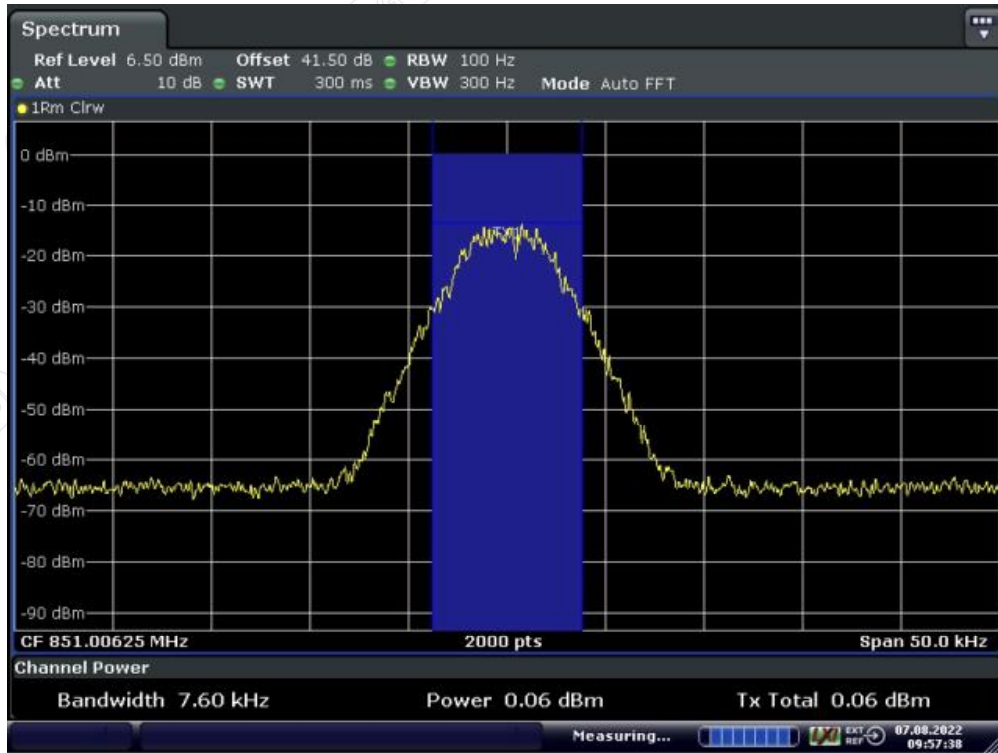 Spectrum
Ref Level 6.50 dBm Offset 41.50 dB RBW 100 Hz
Att 10 dB SWT 300 ms VBW 300 Hz Mode Auto FFT
1Rm Clrw
0 dBm
-10 dBm
-20 dBm
-30 dBm
-40 dBm
-50 dBm
-60 dBm
-70 dBm
-80 dBm
-90 dBm
CF 851.00625 MHz 2000 pts Span 50.0 kHz
Channel Power
Bandwidth 7.60 kHz Power 0.06 dBm Tx Total 0.06 dBm
Measuring... LXI EXT REF 07.08.2022
09:57:38